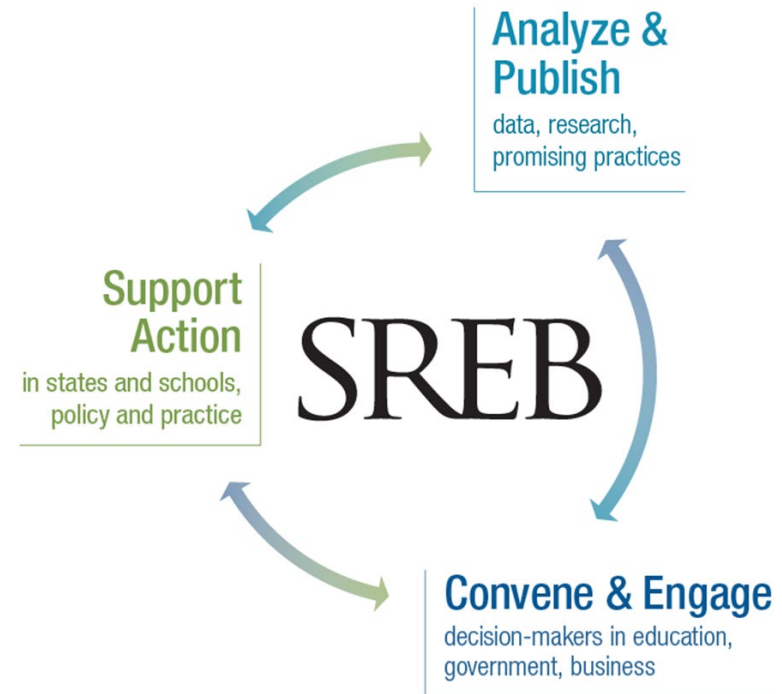 Analyze &
Publish
data, research,
promising practices
Support
Action
in states and schools,
policy and practice
SREB
Convene & Engage
decision-makers in education,
government, business